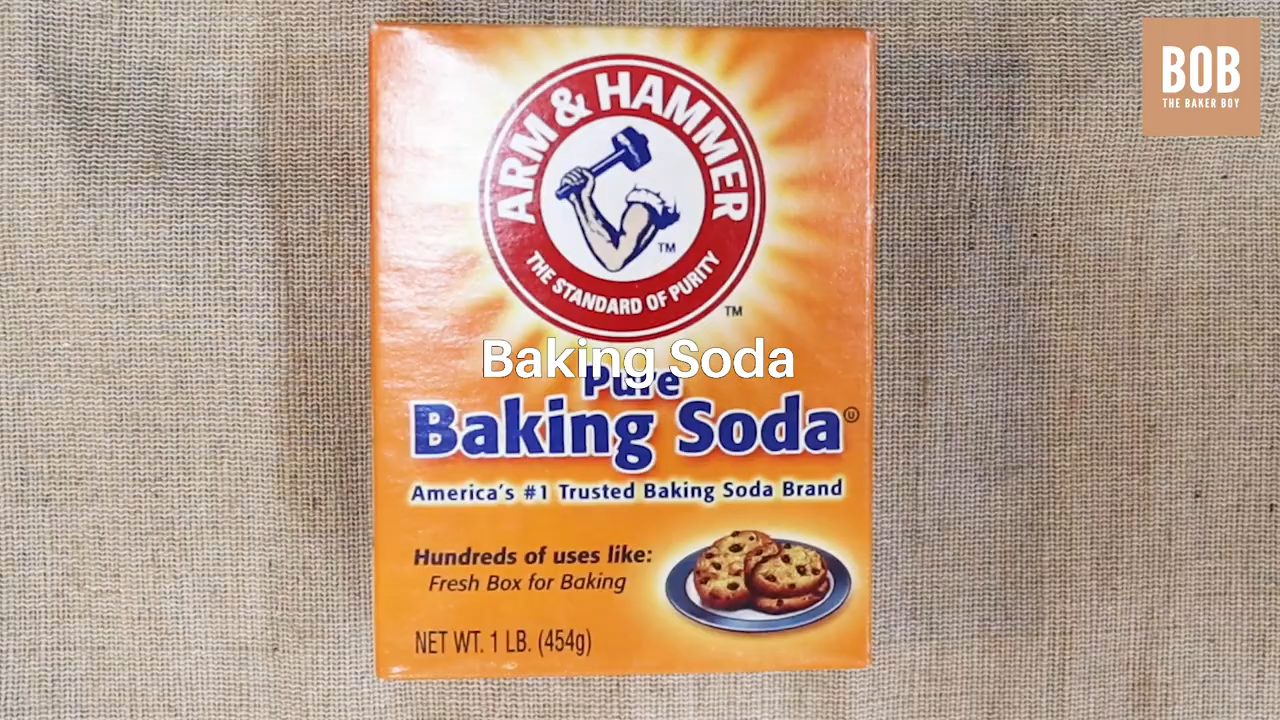 BOB
THE BAKER BOY
ARM & HAMMER
TM
THE STANDARD OF PURITY
TM
Baking Soda
Pure
Baking Soda Ⓤ
America's #1 Trusted Baking Soda Brand
Hundreds of uses like:
Fresh Box for Baking
NET WT. 1 LB. (454g)